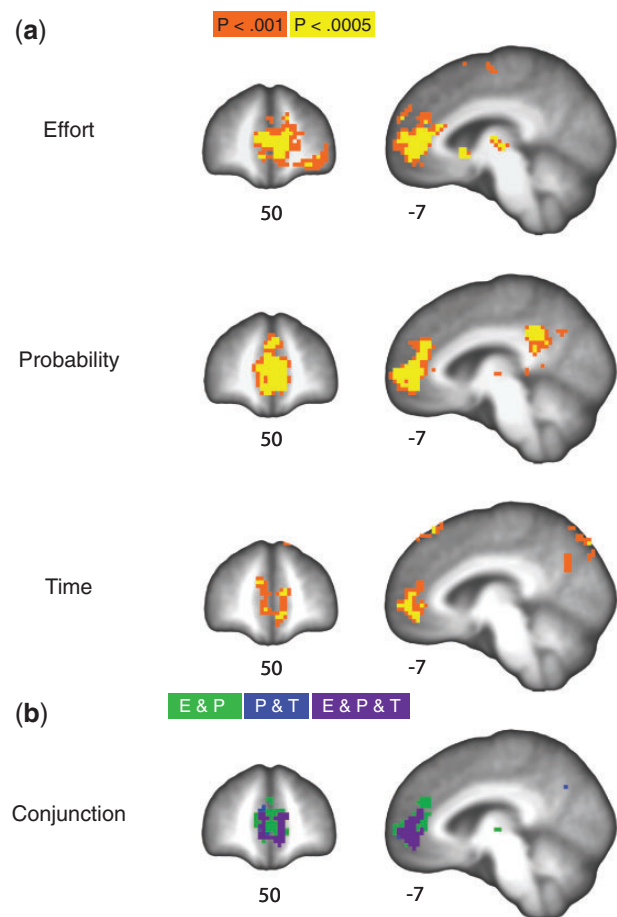 (a)
P < .001 P < .0005
Effort
50 -7
Probability
50 -7
Time
50 -7
(b)
E & P P & T E & P & T
Conjunction
50 -7